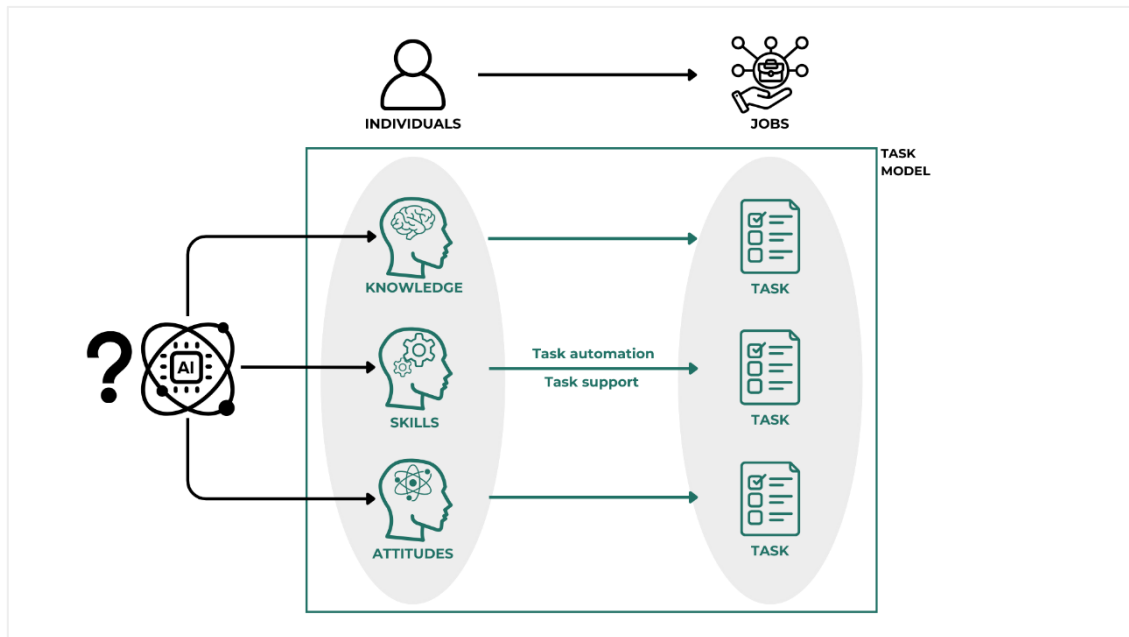 INDIVIDUALS
JOBS
TASK
MODEL
KNOWLEDGE
TASK
?
AI
Task automation
Task support
SKILLS
TASK
ATTITUDES
TASK